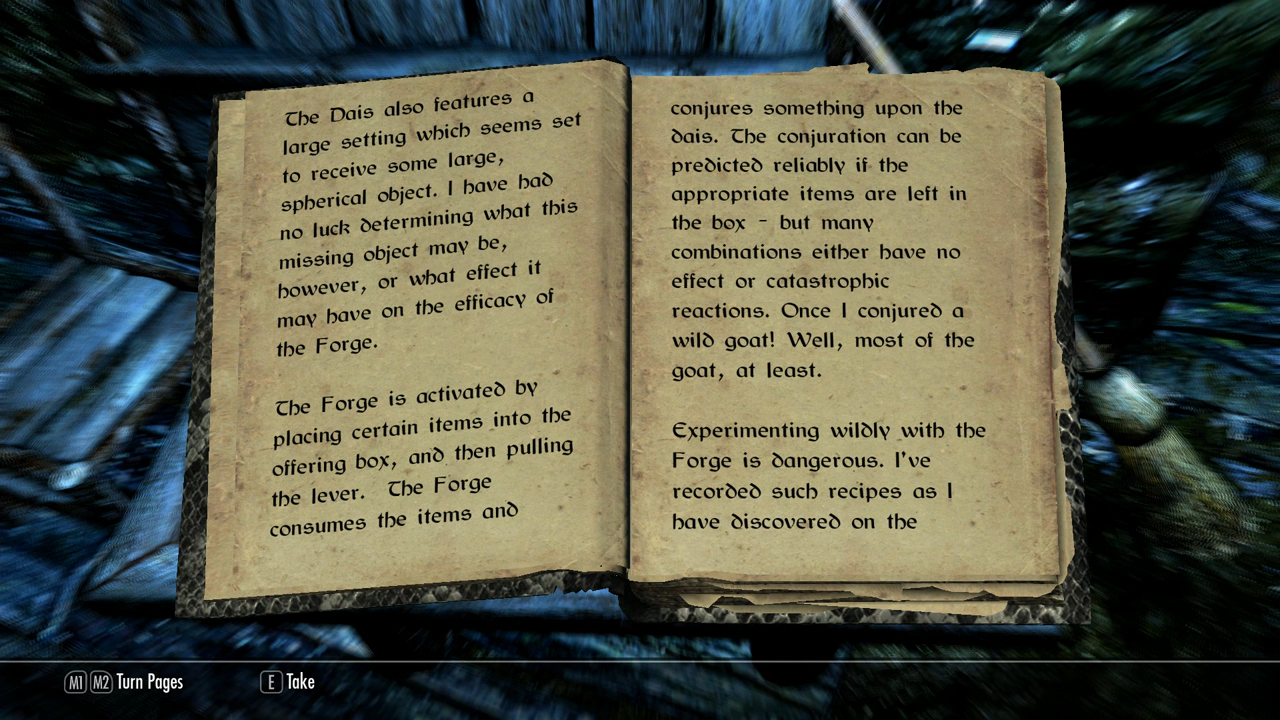 The Dais also features a
large setting which seems set
to receive some large,
spherical object. I have had
no luck determining what this
missing object may be,
however, or what effect it
may have on the efficacy of
the Forge.
The Forge is activated by
placing certain items into the
offering box, and then pulling
the lever.  The Forge
consumes the items and
conjures something upon the
dais. The conjuration can be
predicted reliably if the
appropriate items are left in
the box - but many
combinations either have no
effect or catastrophic
reactions. Once I conjured a
wild goat! Well, most of the
goat, at least.
Experimenting wildly with the
Forge is dangerous. I've
recorded such recipes as I
have discovered on the
M1 M2 Turn Pages
E Take